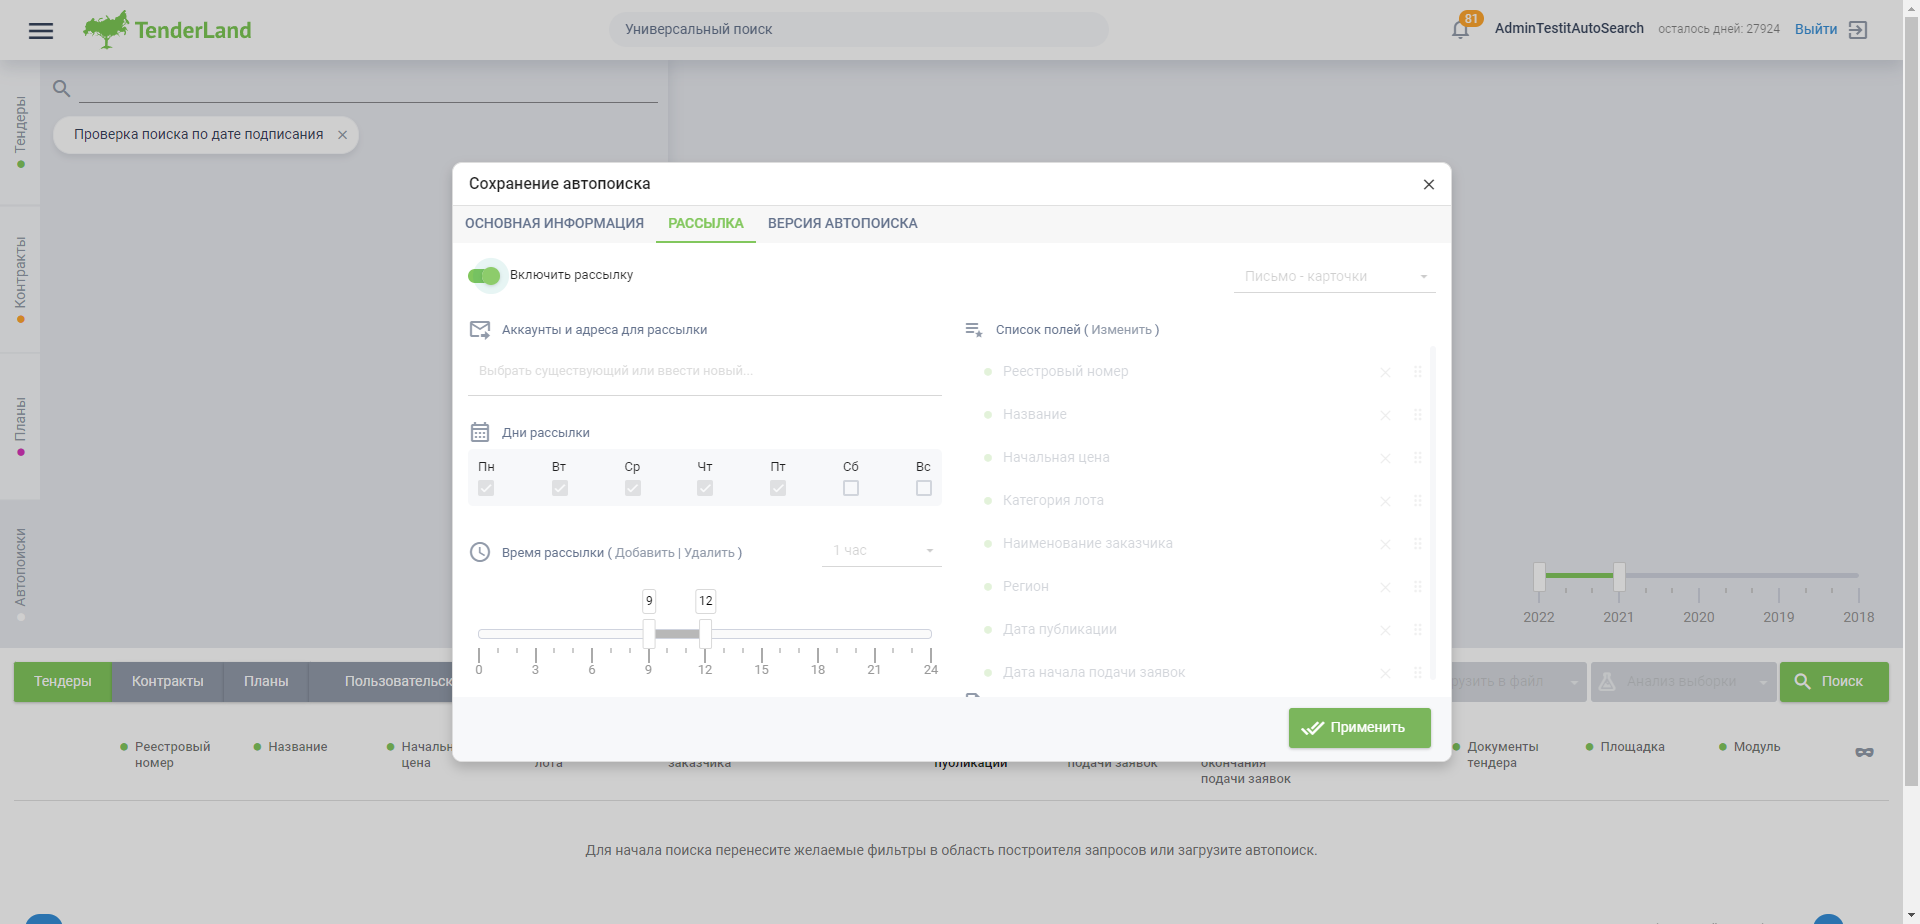 TenderLand
Универсальный поиск
81
AdminTestitAutoSearch
осталось дней: 27924
Выйти
Тендеры
Контракты
Планы
Автопоиски
Проверка поиска по дате подписания
Сохранение автопоиска
ОСНОВНАЯ ИНФОРМАЦИЯ
РАССЫЛКА
ВЕРСИЯ АВТОПОИСКА
Включить рассылку
Письмо - карточки
Аккаунты и адреса для рассылки
Выбрать существующий или ввести новый...
Дни рассылки
Пн Вт Ср Чт Пт Сб Вс
Время рассылки ( Добавить | Удалить )
1 час
9 12
0 3 6 9 12 15 18 21 24
Список полей ( Изменить )
Реестровый номер
Название
Начальная цена
Категория лота
Наименование заказчика
Регион
Дата публикации
Дата начала подачи заявок
Применить
2022 2021 2020 2019 2018
Тендеры
Контракты
Планы
Пользовательск
рузить в файл
Анализ выборки
Поиск
Реестровый
номер
Название
Начальн
цена
лота
заказчика
публикации
подачи заявок
окончания
подачи заявок
Документы
тендера
Площадка
Модуль
Для начала поиска перенесите желаемые фильтры в область построителя запросов или загрузите автопоиск.